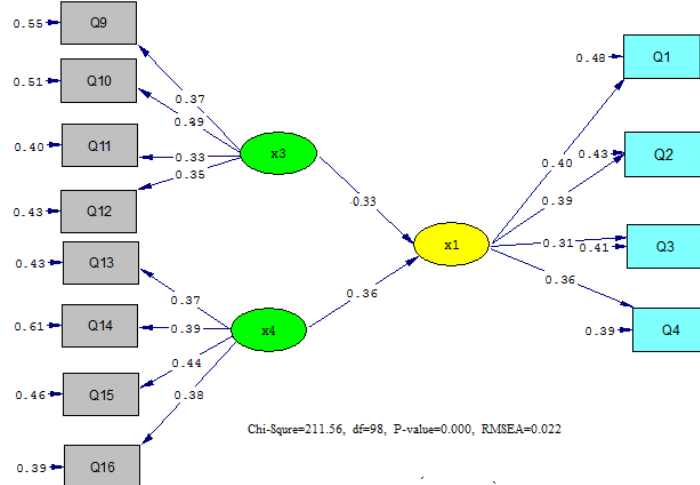 0.55 Q9
0.48 Q1
0.51 Q10
0.37
0.40 Q11
0.33
x3
0.40
0.43 Q2
0.35
0.39
0.43 Q12
-0.33
x1
0.31
0.41 Q3
0.43 Q13
0.37
0.36
0.36
0.61 Q14
0.39
x4
0.39 Q4
0.44
0.46 Q15
0.38
Chi-Squre=211.56, df=98, P-value=0.000, RMSEA=0.022
0.39 Q16